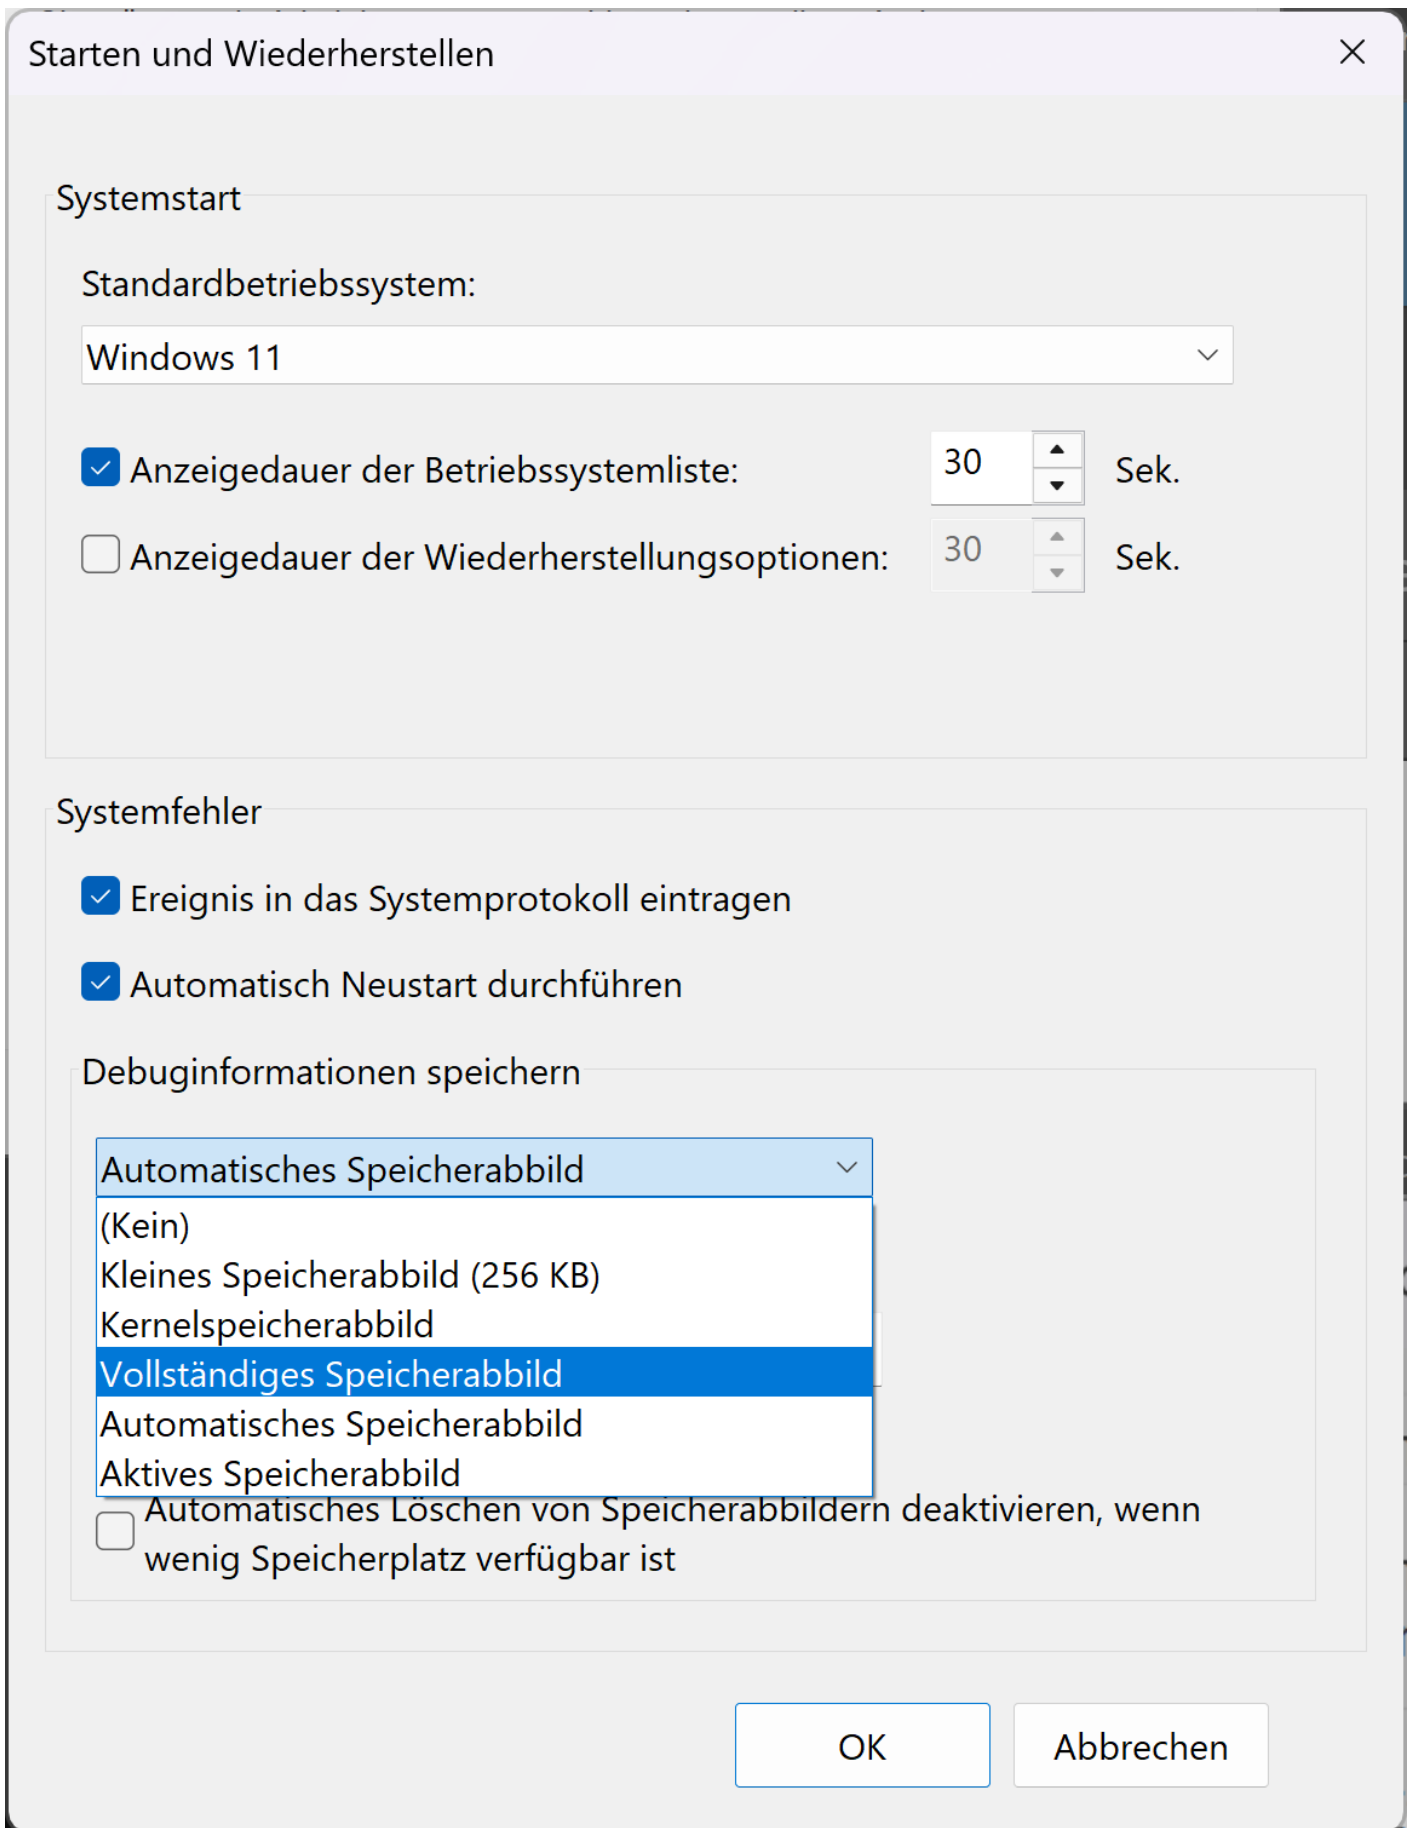 Starten und Wiederherstellen
Systemstart
Standardbetriebssystem:
Windows 11
Anzeigedauer der Betriebssystemliste: 30 Sek.
Anzeigedauer der Wiederherstellungsoptionen: 30 Sek.
Systemfehler
Ereignis in das Systemprotokoll eintragen
Automatisch Neustart durchführen
Debuginformationen speichern
Automatisches Speicherabbild
(Kein)
Kleines Speicherabbild (256 KB)
Kernelspeicherabbild
Vollständiges Speicherabbild
Automatisches Speicherabbild
Aktives Speicherabbild
Automatisches Löschen von Speicherabbildern deaktivieren, wenn
wenig Speicherplatz verfügbar ist
OK Abbrechen